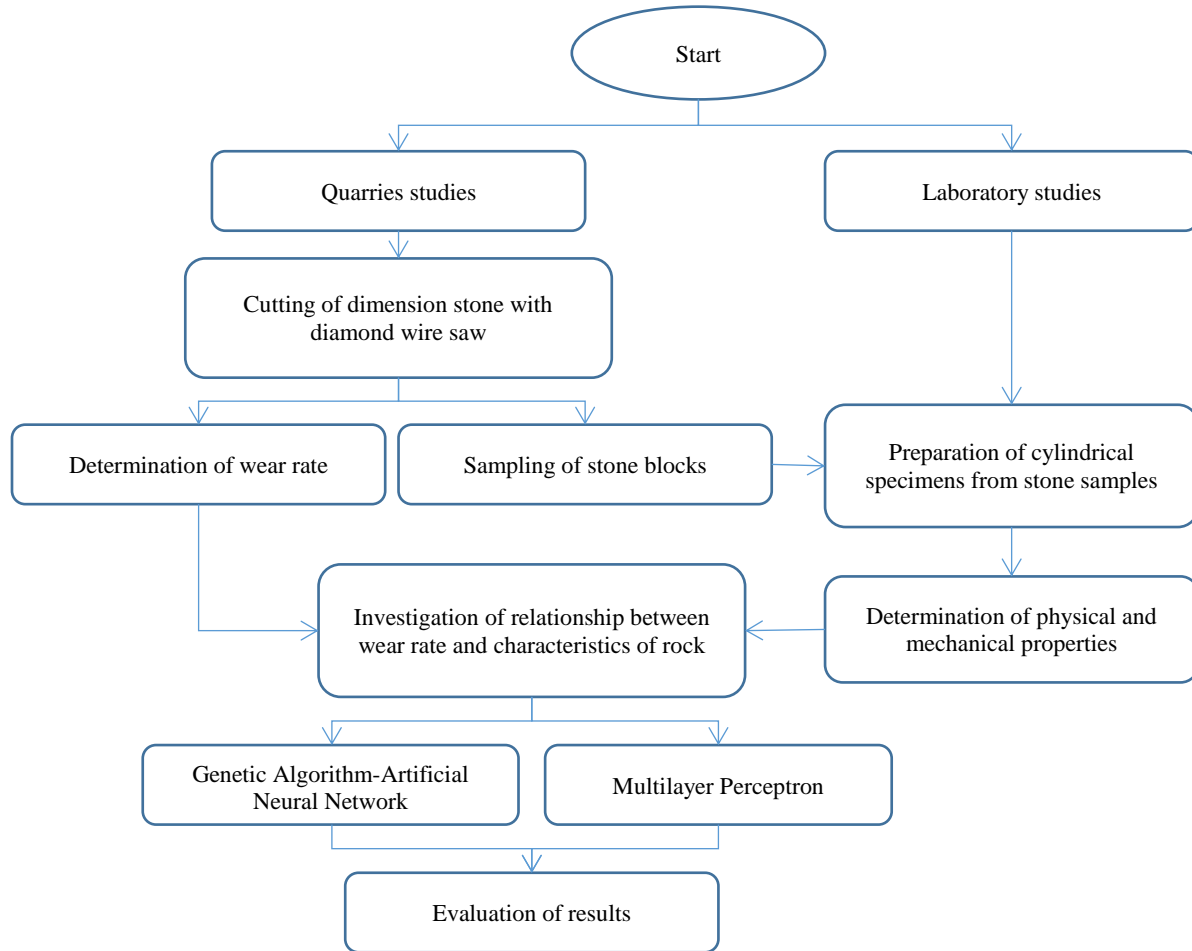 Start
Quarries studies
Laboratory studies
Cutting of dimension stone with
diamond wire saw
Determination of wear rate
Sampling of stone blocks
Preparation of cylindrical
specimens from stone samples
Investigation of relationship between
wear rate and characteristics of rock
Determination of physical and
mechanical properties
Genetic Algorithm-Artificial
Neural Network
Multilayer Perceptron
Evaluation of results